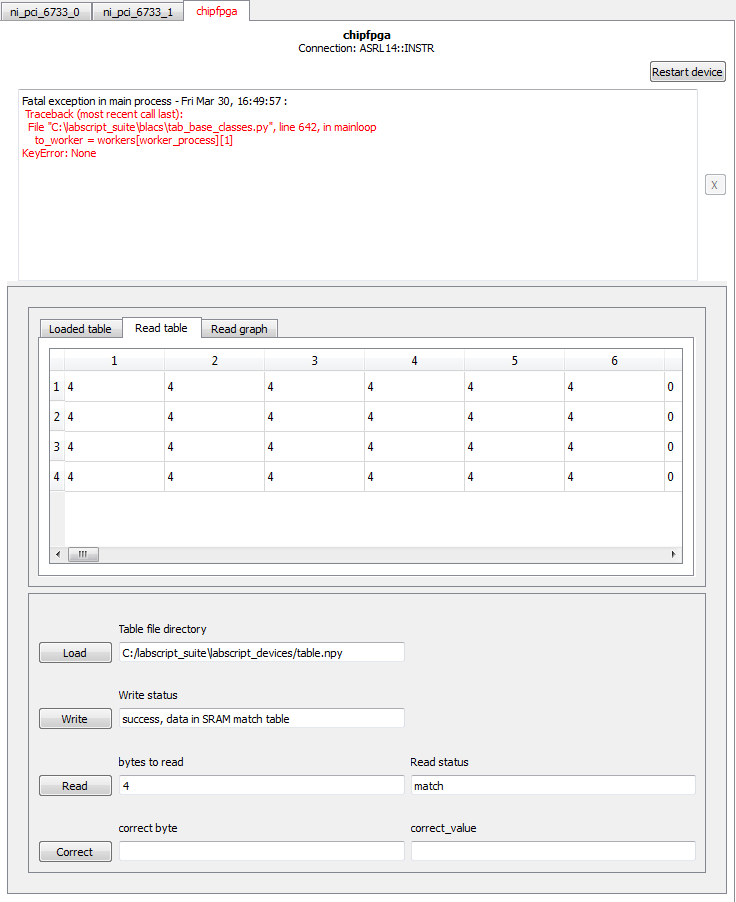 ni_pci_6733_0 ni_pci_6733_1 chipfpga
chipfpga
Connection: ASRL14::INSTR
Restart device
Fatal exception in main process - Fri Mar 30, 16:49:57 :
Traceback (most recent call last):
File "C:\labscript_suite\blacs\tab_base_classes.py", line 642, in mainloop
to_worker = workers[worker_process][1]
KeyError: None
X
Loaded table Read table Read graph
1 2 3 4 5 6
1 4 4 4 4 4 4 0
2 4 4 4 4 4 4 0
3 4 4 4 4 4 4 0
4 4 4 4 4 4 4 0
Table file directory
Load C:/labscript_suite\labscript_devices/table.npy
Write status
Write success, data in SRAM match table
bytes to read Read status
Read 4 match
correct byte correct_value
Correct